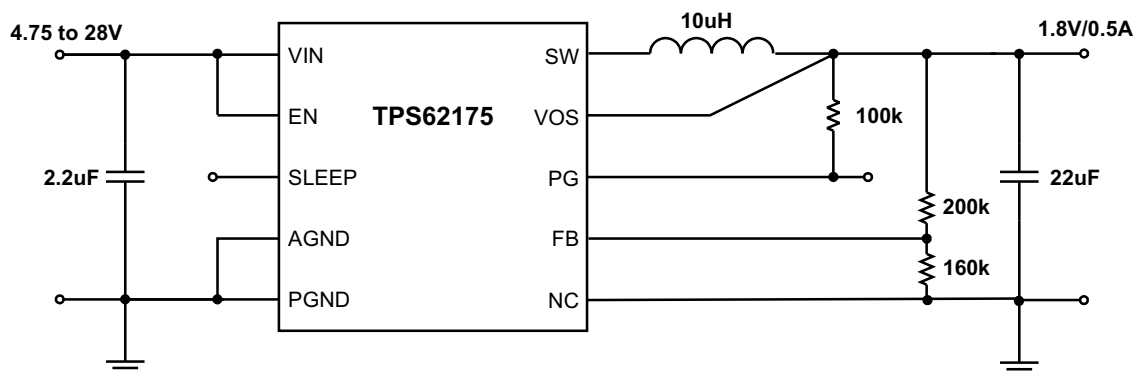 4.75 to 28V
10uH
1.8V/0.5A
VIN
SW
EN
TPS62175
VOS
100k
2.2uF
SLEEP
PG
22uF
200k
AGND
FB
160k
PGND
NC